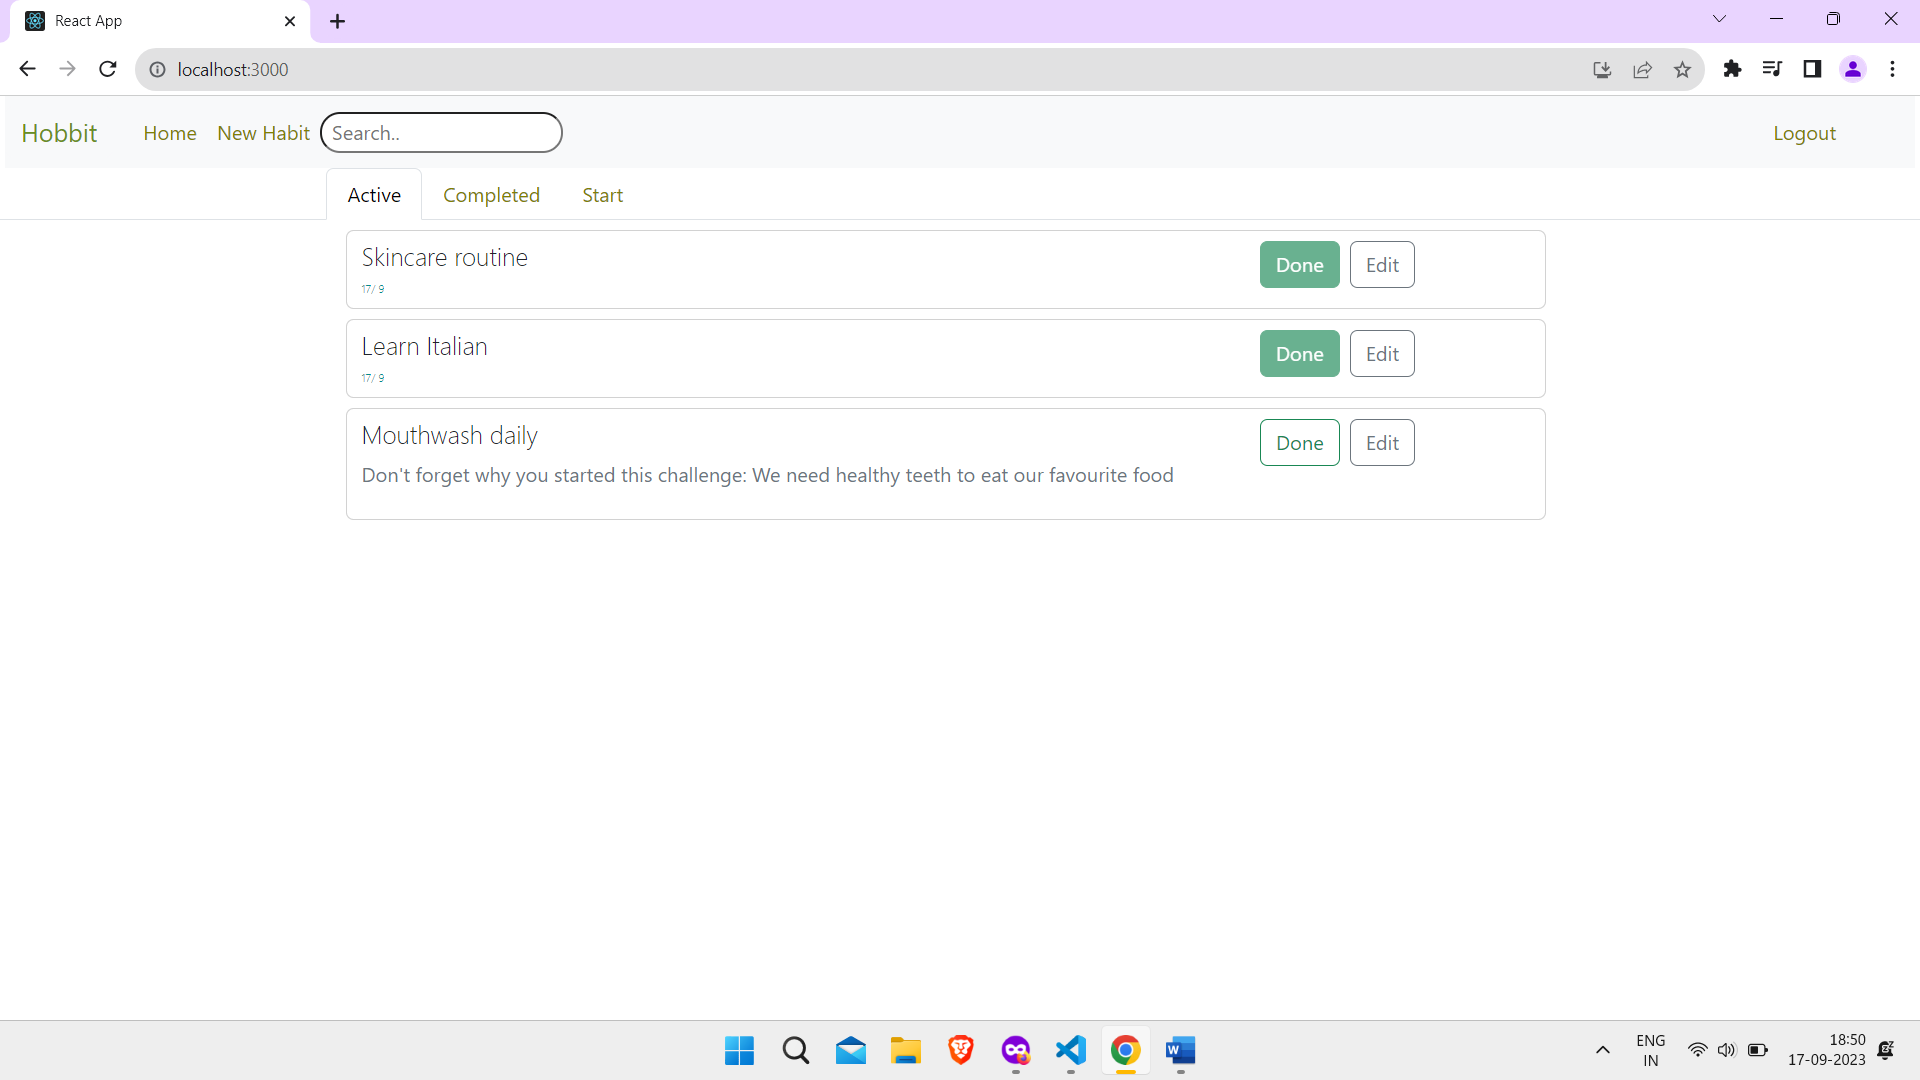 React App
localhost:3000
Hobbit Home New Habit Search.. Logout
Active Completed Start
Skincare routine Done Edit
17/ 9
Learn Italian Done Edit
17/ 9
Mouthwash daily Done Edit
Don't forget why you started this challenge: We need healthy teeth to eat our favourite food
ENG 18:50
IN 17-09-2023